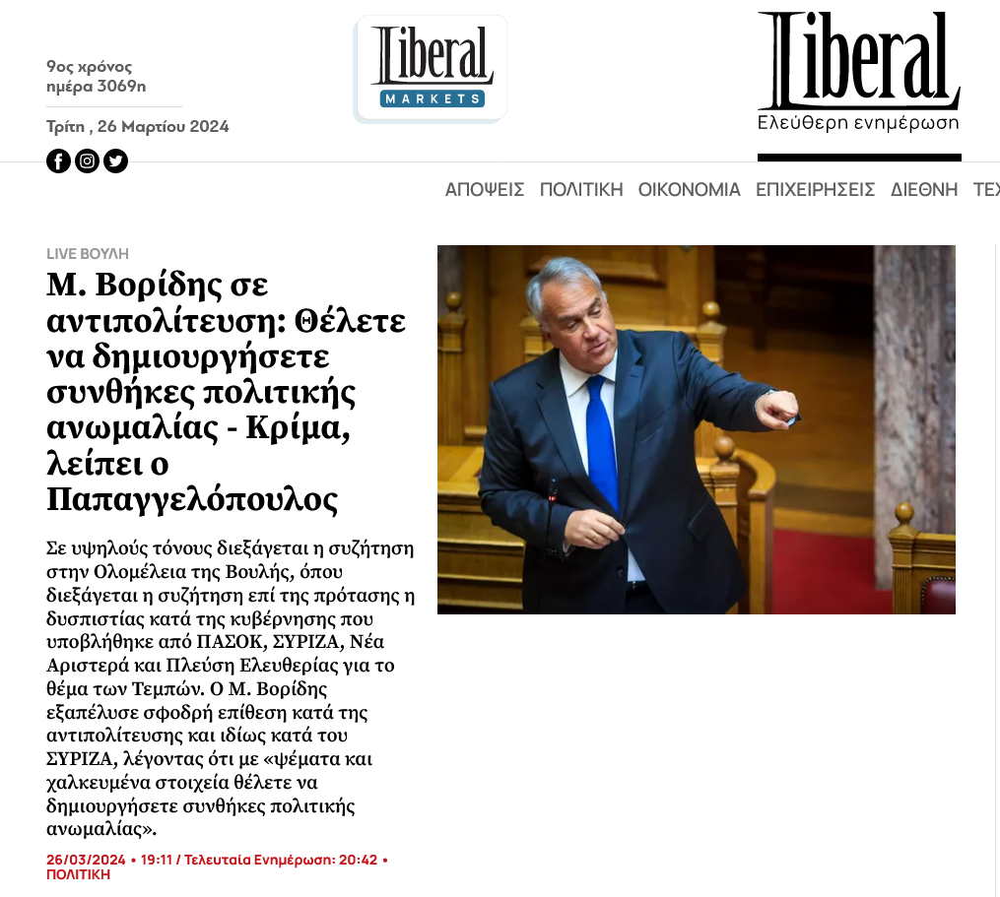 9ος χρόνος
ημέρα 3069η
Τρίτη , 26 Μαρτίου 2024
Liberal
MARKETS
Liberal
Ελεύθερη ενημέρωση
ΑΠΟΨΕΙΣ ΠΟΛΙΤΙΚΗ ΟΙΚΟΝΟΜΙΑ ΕΠΙΧΕΙΡΗΣΕΙΣ ΔΙΕΘΝΗ ΤΕΧ
LIVE ΒΟΥΛΗ
Μ. Βορίδης σε
αντιπολίτευση: Θέλετε
να δημιουργήσετε
συνθήκες πολιτικής
ανωμαλίας - Κρίμα,
λείπει ο
Παπαγγελόπουλος
Σε υψηλούς τόνους διεξάγεται η συζήτηση
στην Ολομέλεια της Βουλής, όπου
διεξάγεται η συζήτηση επί της πρότασης η
δυσπιστίας κατά της κυβέρνησης που
υποβλήθηκε από ΠΑΣΟΚ, ΣΥΡΙΖΑ, Νέα
Αριστερά και Πλεύση Ελευθερίας για το
θέμα των Τεμπών. Ο Μ. Βορίδης
εξαπέλυσε σφοδρή επίθεση κατά της
αντιπολίτευσης και ιδίως κατά του
ΣΥΡΙΖΑ, λέγοντας ότι με «ψέματα και
χαλκευμένα στοιχεία θέλετε να
δημιουργήσετε συνθήκες πολιτικής
ανωμαλίας».
26/03/2024 • 19:11 / Τελευταία Ενημέρωση: 20:42 •
ΠΟΛΙΤΙΚΗ